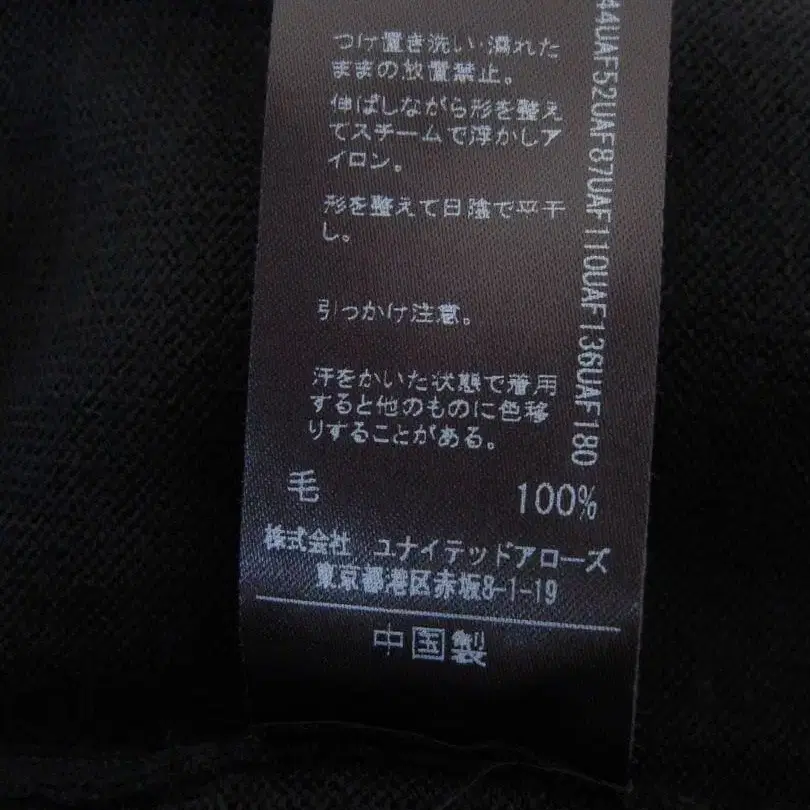 つけ置き洗い・濡れた
ままの放置禁止。
伸ばしながら形を整え
てスチームで浮かしア
イロン。
形を整えて日陰で平干
し。
引っかけ注意。
汗をかいた状態で着用
すると他のものに色移
りすることがある。
毛 100%
株式会社 ユナイテッドアローズ
東京都港区赤坂8-1-19
中国製
44UAF52UAF87UAF110UAF136UAF180